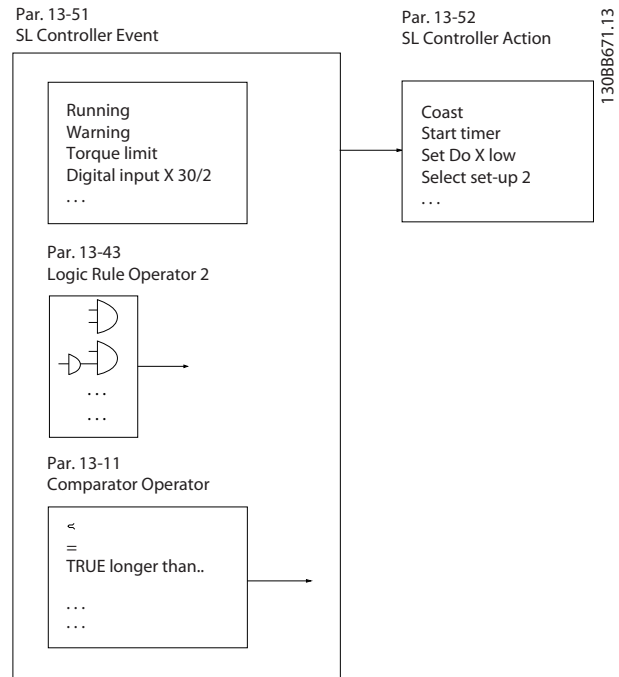 Par. 13-51
SL Controller Event
Par. 13-52
SL Controller Action
130BB671.13
Running
Warning
Torque limit
Digital input X 30/2
. . .
Coast
Start timer
Set Do X low
Select set-up 2
. . .
Par. 13-43
Logic Rule Operator 2
. . .
. . .
Par. 13-11
Comparator Operator
=
TRUE longer than..
. . .
. . .